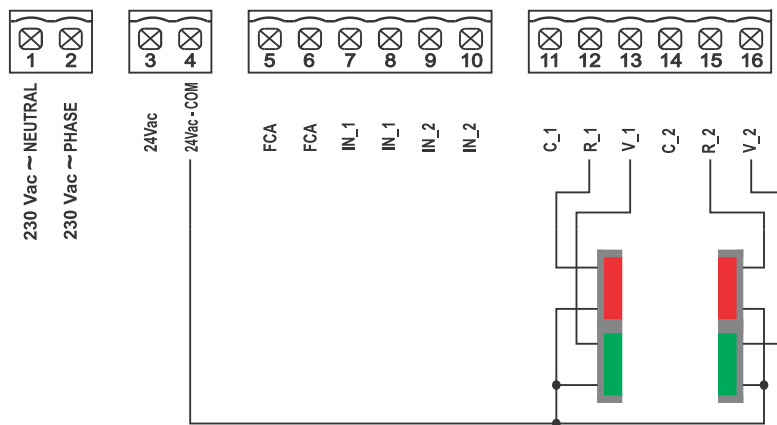 1 2 3 4 5 6 7 8 9 10 11 12 13 14 15 16
230 Vac ~ NEUTRAL
230 Vac ~ PHASE
24Vac
24Vac - COM
FCA
FCA
IN_1
IN_1
IN_2
IN_2
C_1
R_1
V_1
C_2
R_2
V_2